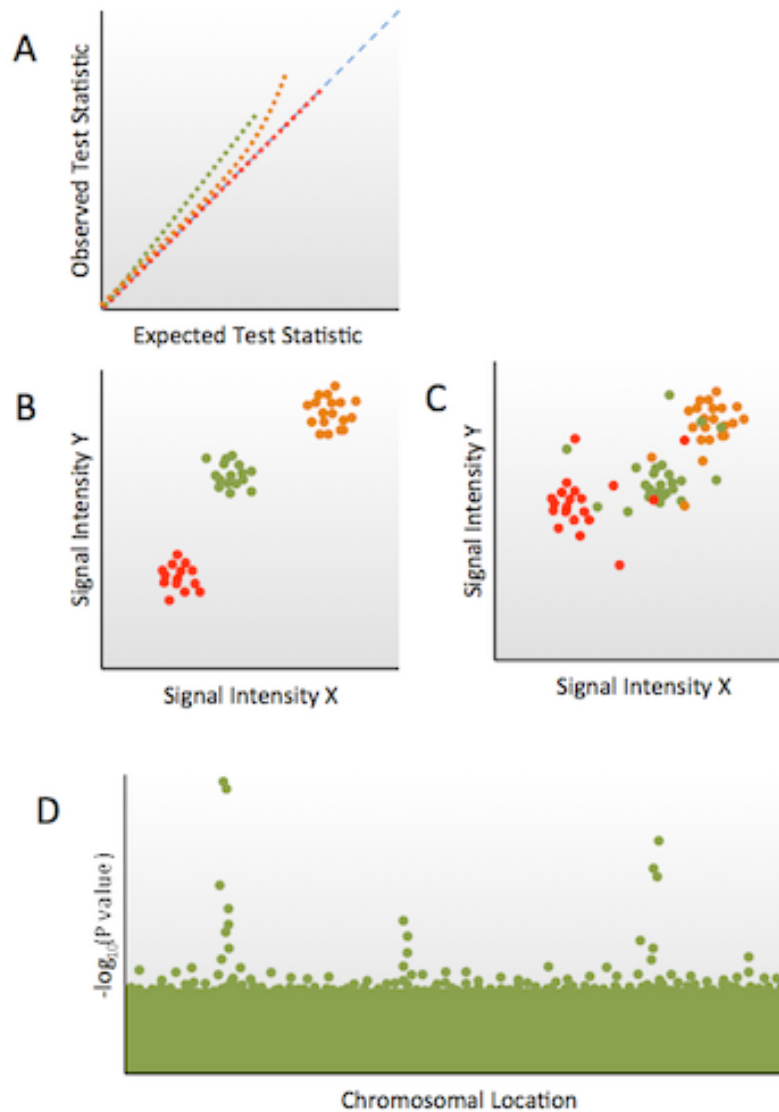 A
Observed Test Statistic
Expected Test Statistic
B
Signal Intensity Y
Signal Intensity X
C
Signal Intensity Y
Signal Intensity X
D
-log₁₀(P value)
Chromosomal Location